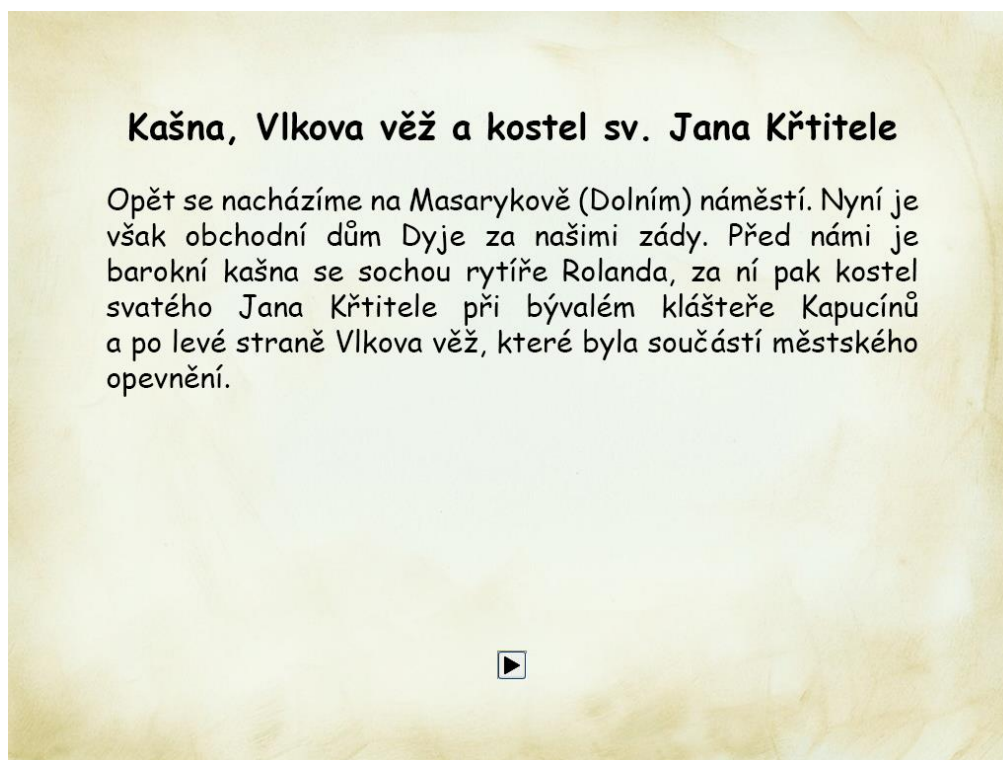 Kašna, Vlkova věž a kostel sv. Jana Křtitele
Opět se nacházíme na Masarykově (Dolním) náměstí. Nyní je
však obchodní dům Dyje za našimi zády. Před námi je
barokní kašna se sochou rytíře Rolanda, za ní pak kostel
svatého Jana Křtitele při bývalém klášteře Kapucínů
a po levé straně Vlkova věž, které byla součástí městského
opevnění.